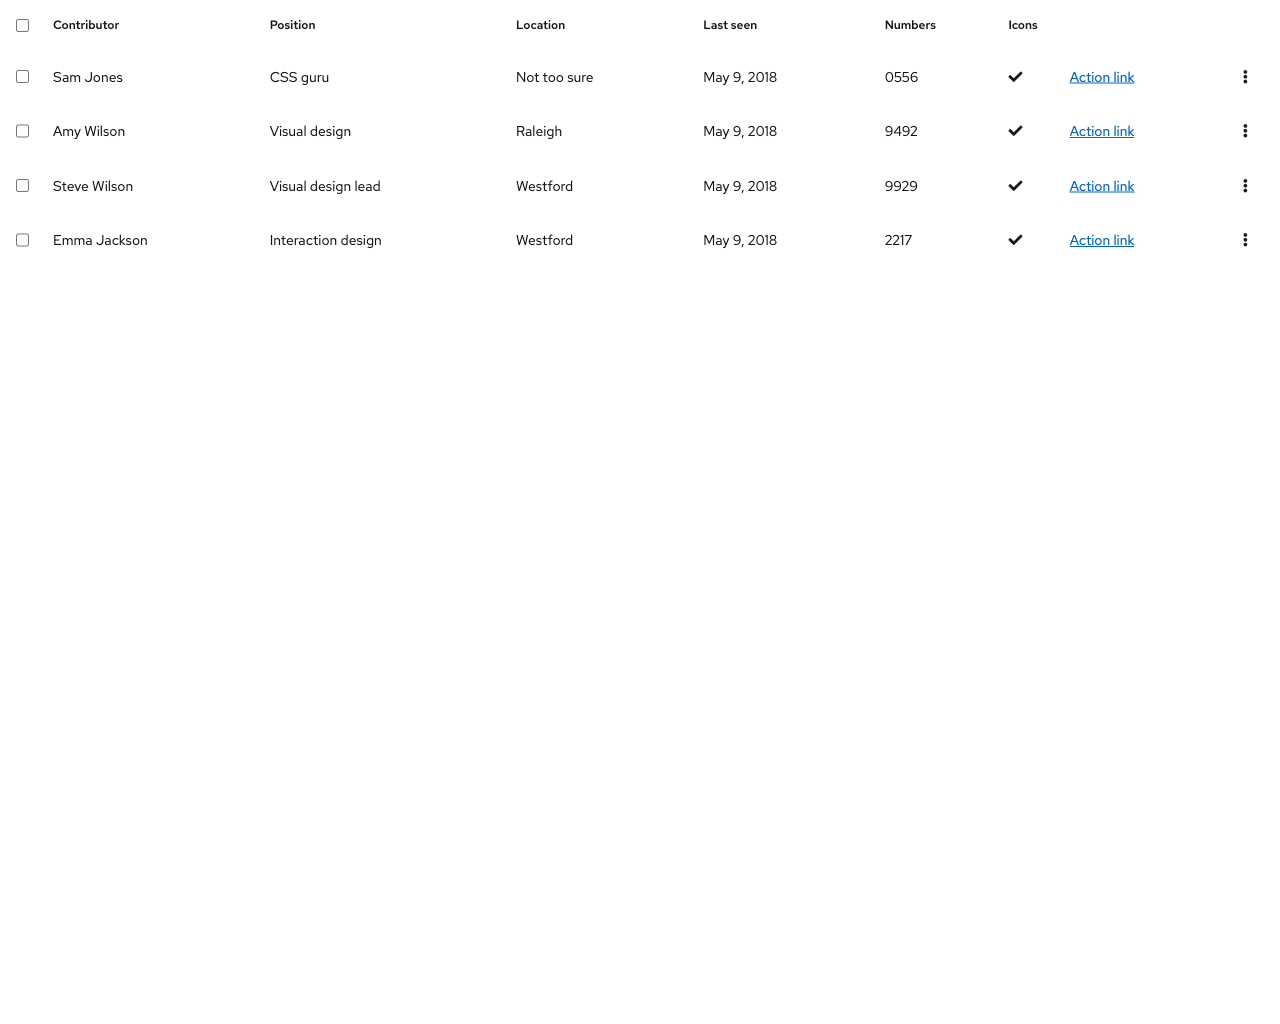 Contributor Position Location Last seen Numbers Icons
Sam Jones CSS guru Not too sure May 9, 2018 0556 Action link
Amy Wilson Visual design Raleigh May 9, 2018 9492 Action link
Steve Wilson Visual design lead Westford May 9, 2018 9929 Action link
Emma Jackson Interaction design Westford May 9, 2018 2217 Action link